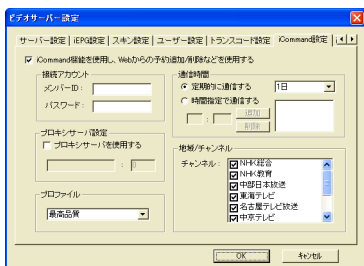 ビデオサーバー設定
サーバー設定 iEPG設定 スキン設定 ユーザー設定 トランスコード設定 iCommand設定
iCommand機能を使用し、Webからの予約追加/削除などを使用する
接続アカウント
メンバーID:
パスワード:
プロキシサーバ設定
プロキシサーバを使用する
: 0
プロファイル
最高品質
通信時間
定期的に通信する 1日
時間指定で通信する
: 追加
削除
地域/チャンネル
チャンネル:
NHK総合
NHK教育
中部日本放送
東海テレビ
名古屋テレビ放送
中京テレビ
OK キャンセル